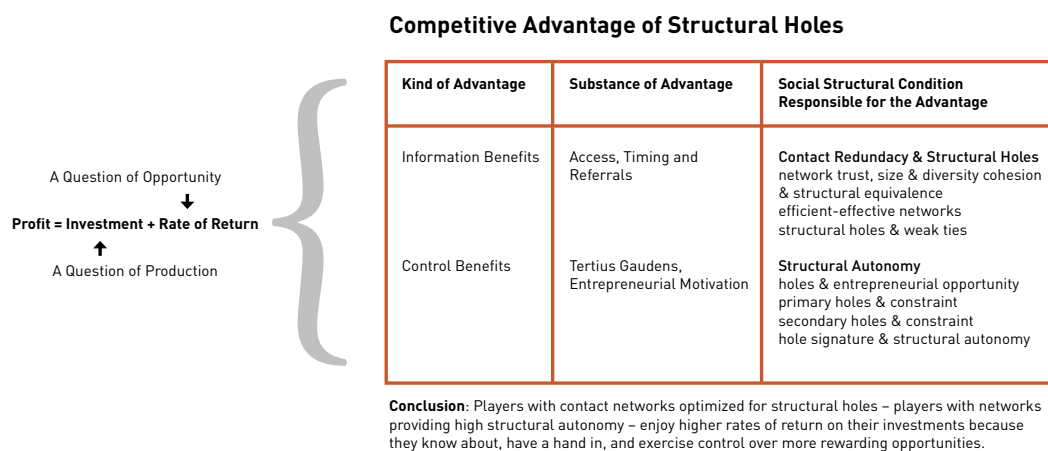 Competitive Advantage of Structural Holes
A Question of Opportunity
Profit = Investment + Rate of Return
A Question of Production
Kind of Advantage
Substance of Advantage
Social Structural Condition
Responsible for the Advantage
Information Benefits
Access, Timing and
Referrals
Contact Redundacy & Structural Holes
network trust, size & diversity cohesion
& structural equivalence
efficient-effective networks
structural holes & weak ties
Control Benefits
Tertius Gaudens,
Entrepreneurial Motivation
Structural Autonomy
holes & entrepreneurial opportunity
primary holes & constraint
secondary holes & constraint
hole signature & structural autonomy
Conclusion: Players with contact networks optimized for structural holes – players with networks
providing high structural autonomy – enjoy higher rates of return on their investments because
they know about, have a hand in, and exercise control over more rewarding opportunities.